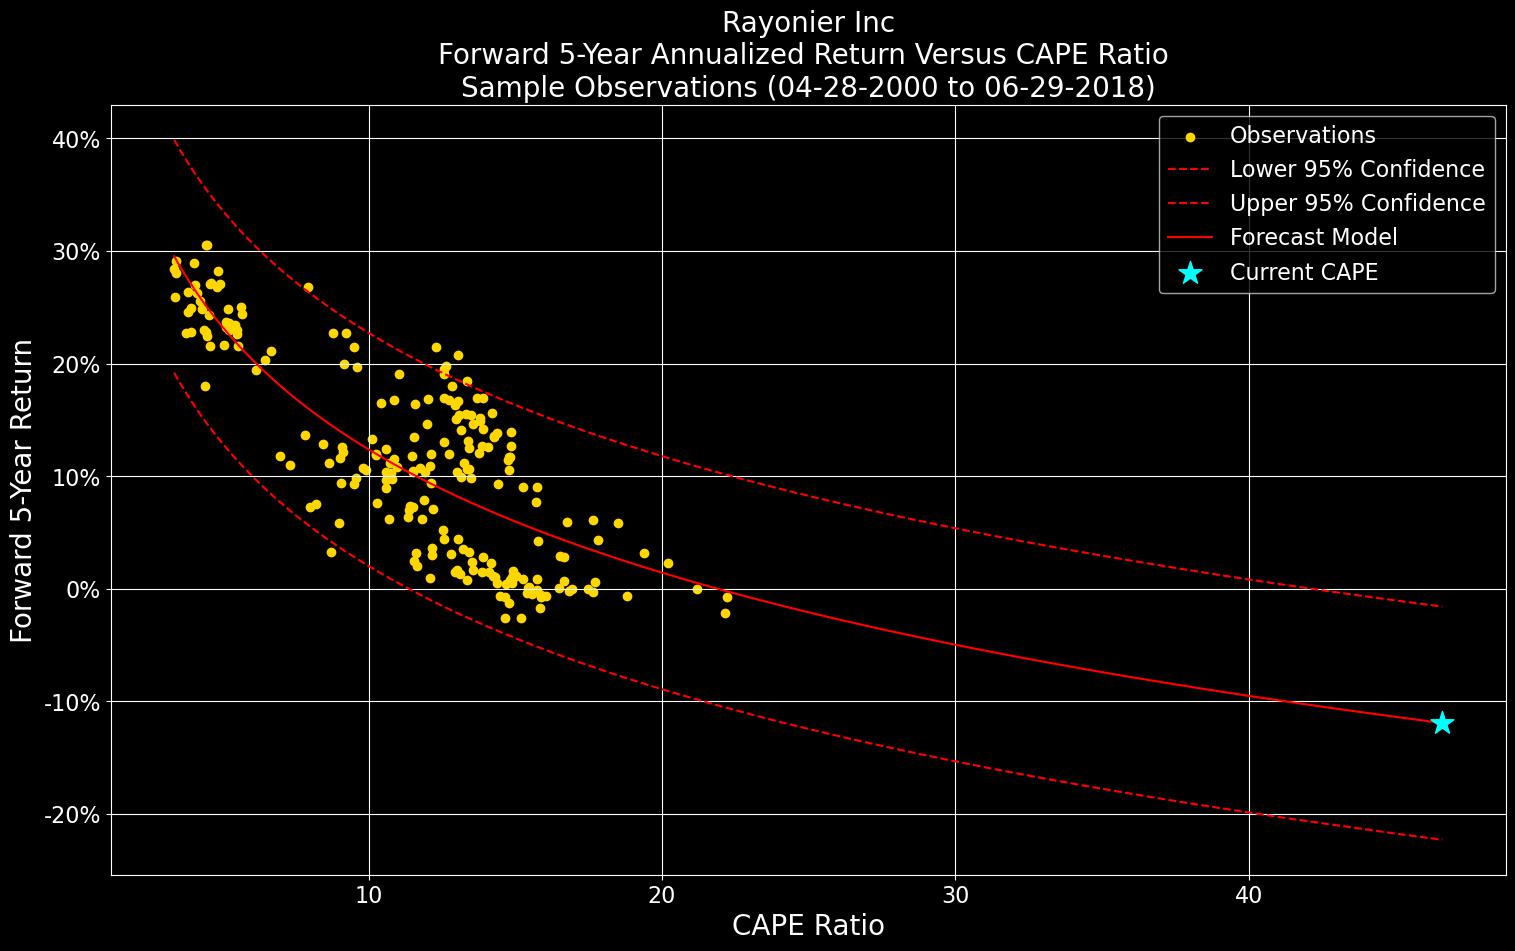 Rayonier Inc
Forward 5-Year Annualized Return Versus CAPE Ratio
Sample Observations (04-28-2000 to 06-29-2018)
Observations
Lower 95% Confidence
Upper 95% Confidence
Forecast Model
Current CAPE
Forward 5-Year Return
40%
30%
20%
10%
0%
-10%
-20%
10
20
30
40
CAPE Ratio